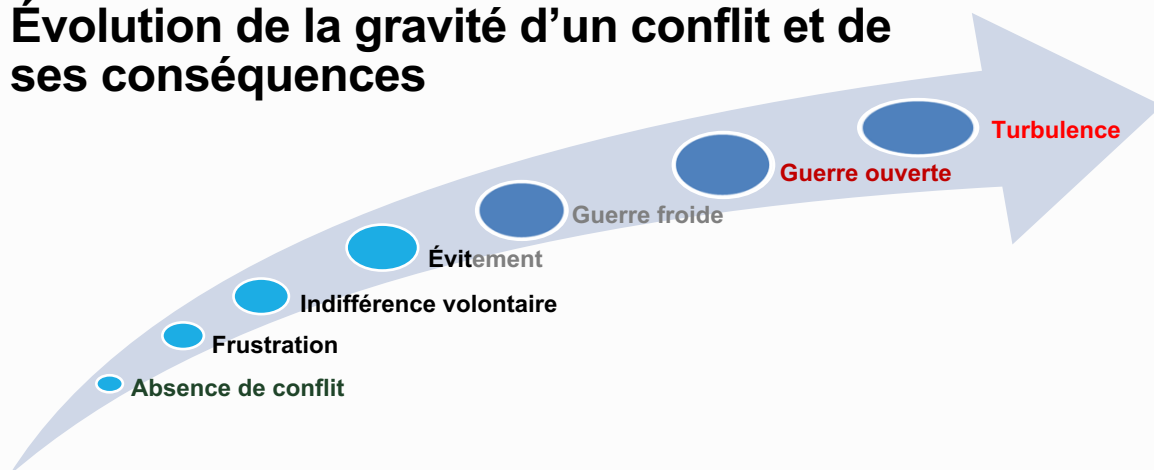 Évolution de la gravité d’un conflit et de
ses conséquences
Turbulence
Guerre ouverte
Guerre froide
Évitement
Indifférence volontaire
Frustration
Absence de conflit